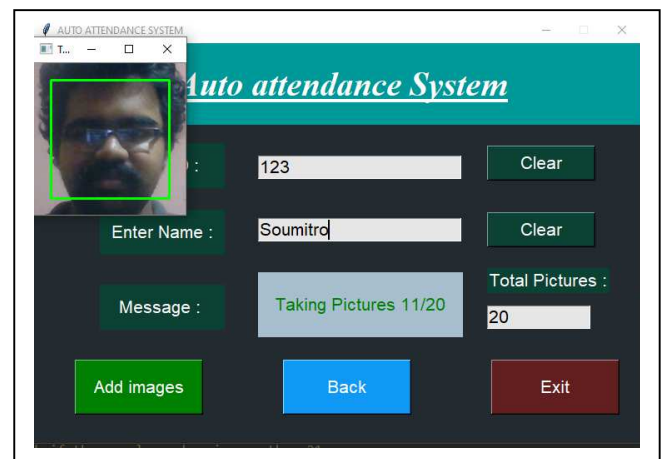 AUTO ATTENDANCE SYSTEM
T...
Auto attendance System
:
123
Clear
Enter Name :
Soumitro
Clear
Total Pictures :
Message :
Taking Pictures 11/20
20
Add images
Back
Exit